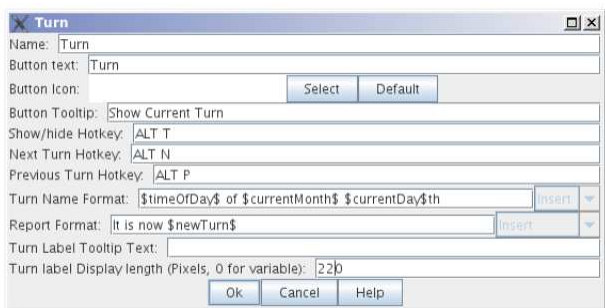 Turn
Name: Turn
Button text: Turn
Button Icon: Select Default
Button Tooltip: Show Current Turn
Show/hide Hotkey: ALT T
Next Turn Hotkey: ALT N
Previous Turn Hotkey: ALT P
Turn Name Format: $timeOfDay$ of $currentMonth$ $currentDay$th Insert
Report Format: It is now $newTurn$ Insert
Turn Label Tooltip Text:
Turn label Display length (Pixels, 0 for variable): 220
Ok Cancel Help